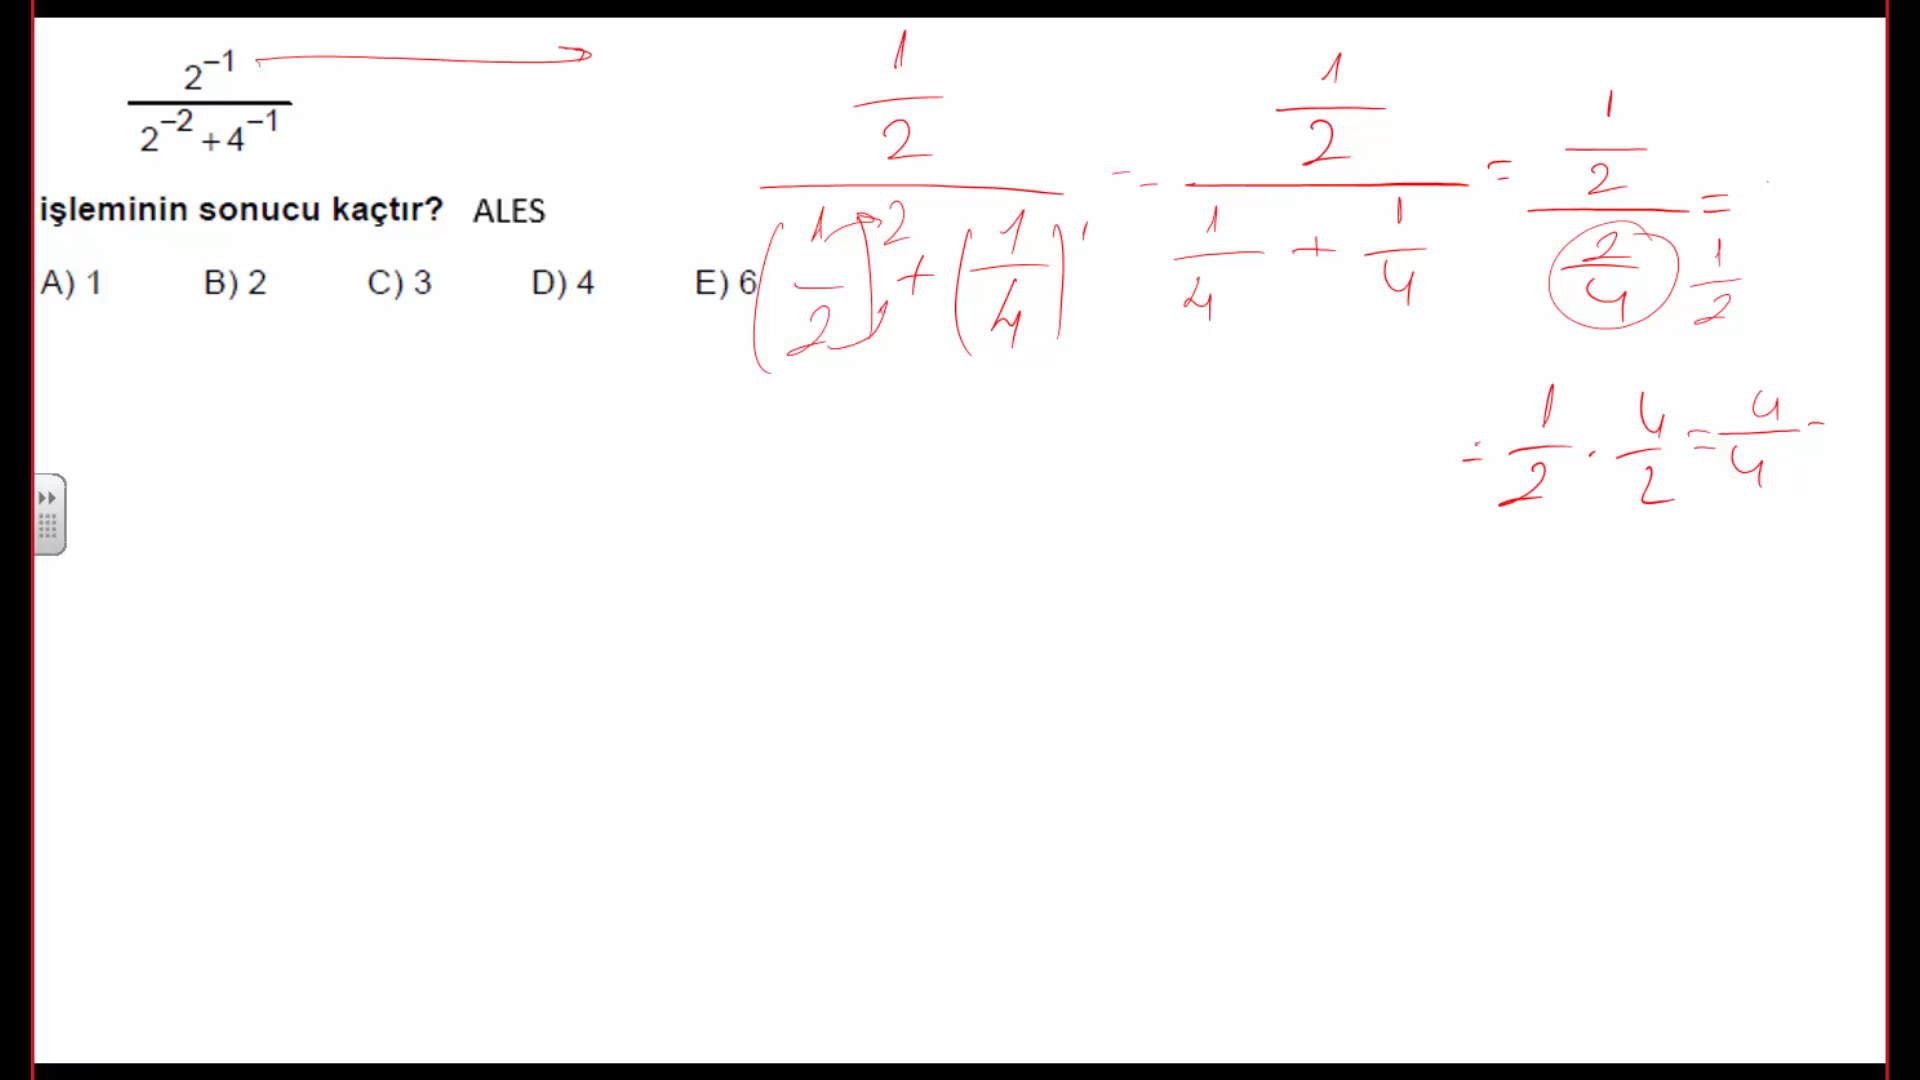 2⁻¹ / (2⁻² + 4⁻¹)
işleminin sonucu kaçtır? ALES
A) 1 B) 2 C) 3 D) 4 E) 6
(1/2) / ((1/2)² + (1/4)¹) = (1/2) / (1/4 + 1/4) = (1/2) / (2/4) = 1/2
= 1/2 · 4/2 = 4/4 =